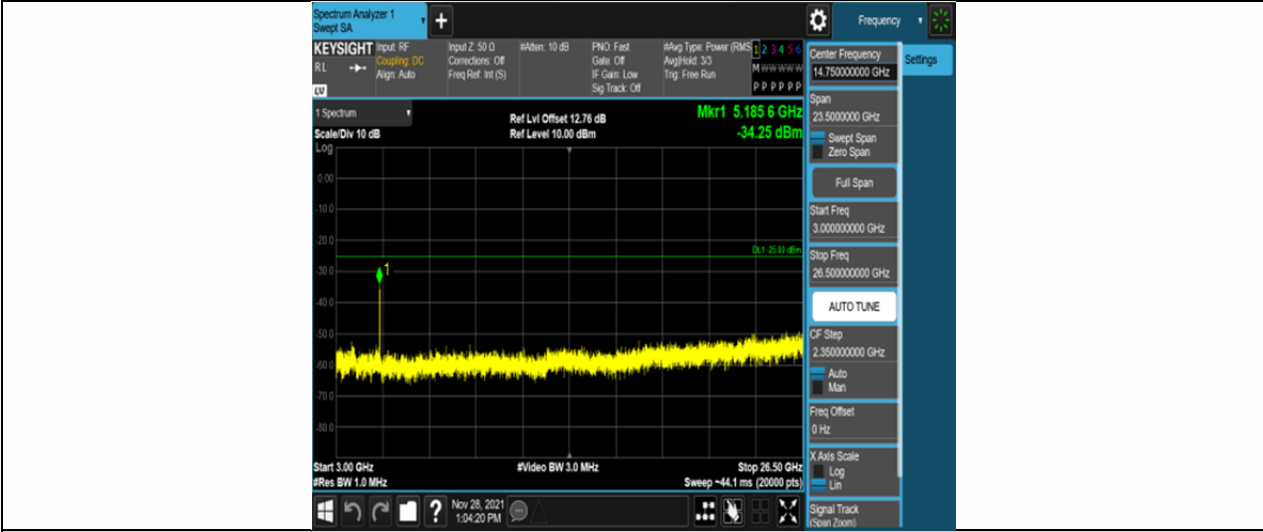 Spectrum Analyzer 1
Swept SA
+
Frequency
KEYSIGHT
RL
LV
Input: RF
Coupling: DC
Align: Auto
Input Z: 50 Ω
Corrections: Off
Freq Ref: Int (S)
#Atten: 10 dB
PNO: Fast
Gate: Off
IF Gain: Low
Sig Track: Off
#Avg Type: Power (RMS
Avg|Hold: 3/3
Trig: Free Run
1 2 3 4 5 6
M W W W W W
P P P P P P
Center Frequency
14.750000000 GHz
Settings
Span
23.5000000 GHz
Swept Span
Zero Span
Full Span
Start Freq
3.000000000 GHz
Stop Freq
26.500000000 GHz
AUTO TUNE
CF Step
2.350000000 GHz
Auto
Man
Freq Offset
0 Hz
X Axis Scale
Log
Lin
Signal Track
(Span Zoom)
1 Spectrum
Scale/Div 10 dB
Ref Lvl Offset 12.76 dB
Ref Level 10.00 dBm
Mkr1 5.185 6 GHz
-34.25 dBm
Log
0.00
-10.0
-20.0
DL1 -25.00 dBm
-30.0
1
-40.0
-50.0
-60.0
-70.0
-80.0
Start 3.00 GHz
#Res BW 1.0 MHz
#Video BW 3.0 MHz
Stop 26.50 GHz
Sweep ~44.1 ms (20000 pts)
?
Nov 28, 2021
1:04:20 PM